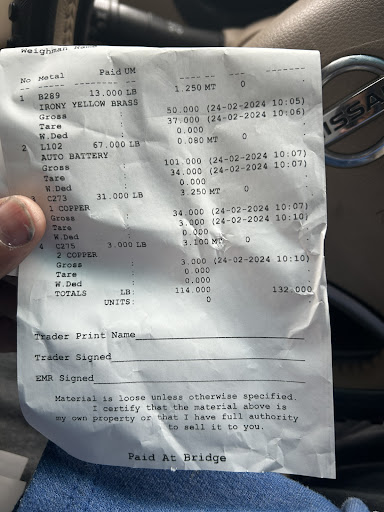 Weighman Name
No Metal Paid UM
1 B289 13.000 LB 1.250 MT 0
IRONY YELLOW BRASS
Gross : 50.000 (24-02-2024 10:05)
Tare : 37.000 (24-02-2024 10:06)
W.Ded : 0.000
2 L102 67.000 LB 0.080 MT 0
AUTO BATTERY
Gross : 101.000 (24-02-2024 10:07)
Tare : 34.000 (24-02-2024 10:07)
W.Ded : 0.000
3 C273 31.000 LB 3.250 MT 0
1 COPPER
Gross : 34.000 (24-02-2024 10:07)
Tare : 3.000 (24-02-2024 10:10)
W.Ded : 0.000
4 C275 3.000 LB 3.100 MT 0
2 COPPER
Gross : 3.000 (24-02-2024 10:10)
Tare : 0.000
W.Ded : 0.000
TOTALS LB: 114.000 132.000
UNITS: 0
Trader Print Name
Trader Signed
EMR Signed
Material is loose unless otherwise specified.
I certify that the material above is
my own property or that I have full authority
to sell it to you.
Paid At Bridge
NISSAN